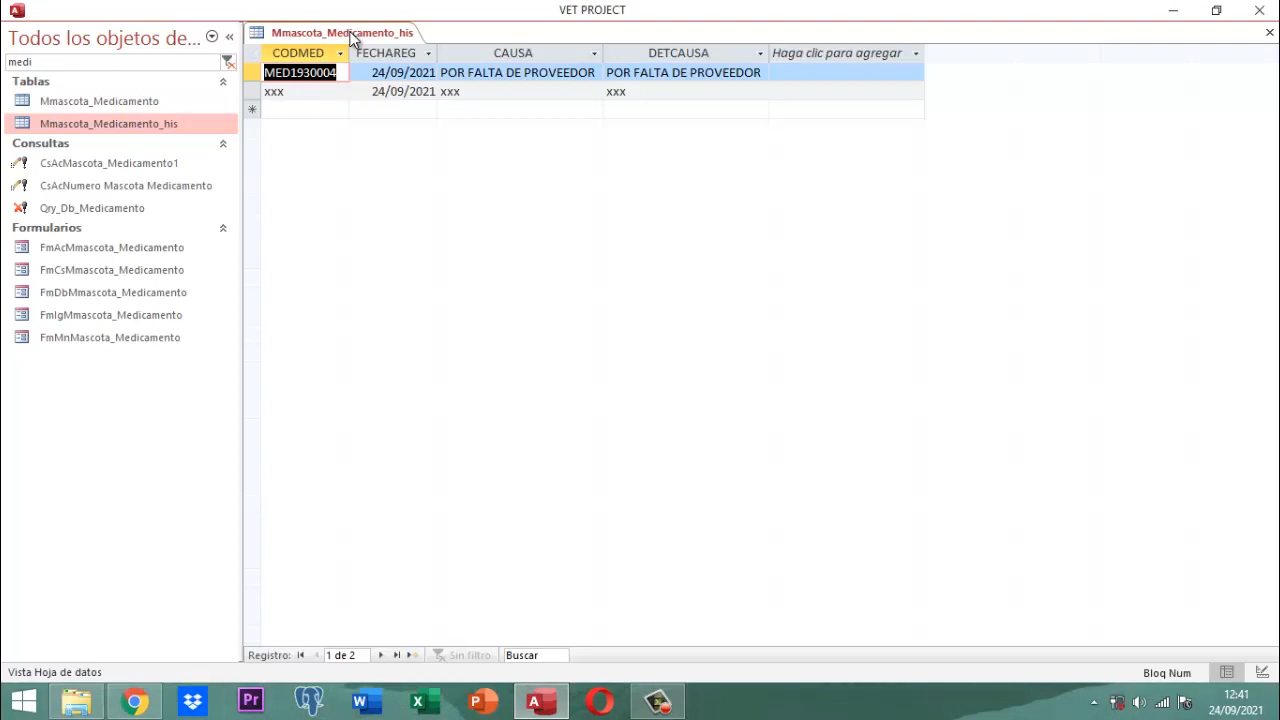 VET PROJECT
Todos los objetos de...
medi
Tablas
Mmascota_Medicamento
Mmascota_Medicamento_his
Consultas
CsAcMascota_Medicamento1
CsAcNumero Mascota Medicamento
Qry_Db_Medicamento
Formularios
FmAcMmascota_Medicamento
FmCsMmascota_Medicamento
FmDbMmascota_Medicamento
FmIgMmascota_Medicamento
FmMnMascota_Medicamento
Mmascota_Medicamento_his
CODMED FECHAREG CAUSA DETCAUSA Haga clic para agregar
MED1930004 24/09/2021 POR FALTA DE PROVEEDOR POR FALTA DE PROVEEDOR
xxx 24/09/2021 xxx xxx
Registro: 1 de 2 Sin filtro Buscar
Vista Hoja de datos Bloq Num
12:41
24/09/2021